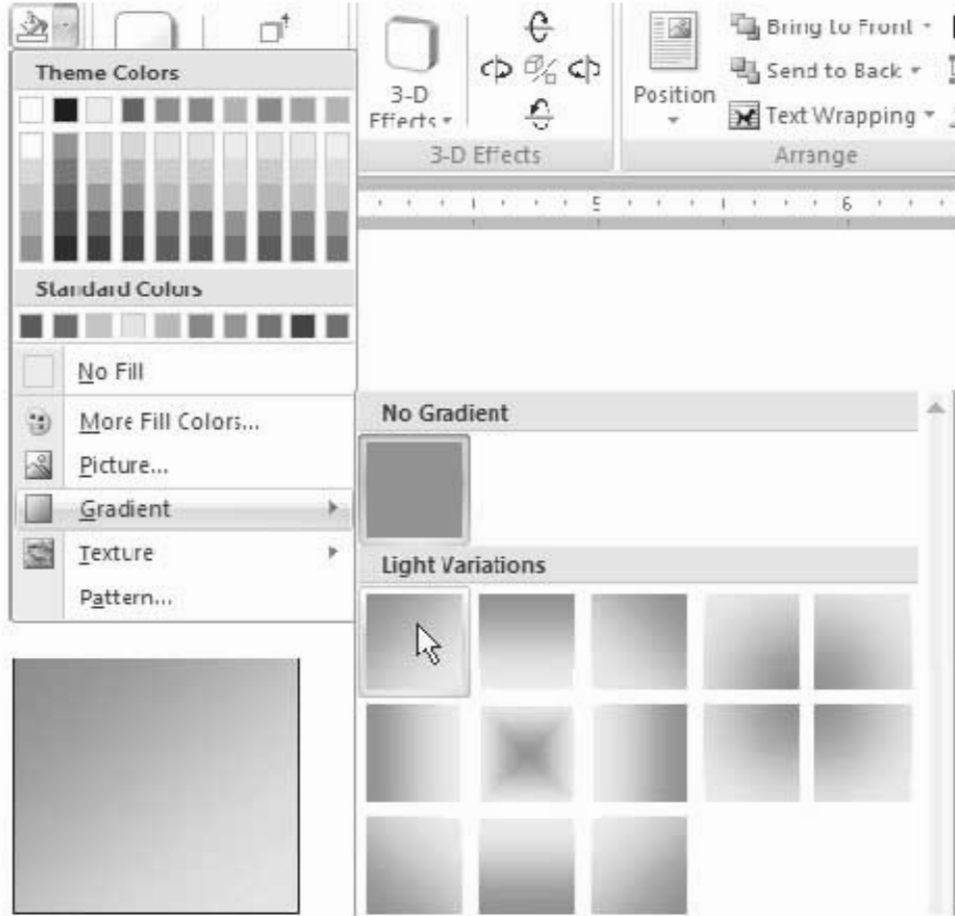 Bring to Front
Send to Back
Text Wrapping
3-D
Effects
Position
3-D Effects
Arrange
5
6
Theme Colors
Standard Colors
No Fill
More Fill Colors...
Picture...
Gradient
Texture
Pattern...
No Gradient
Light Variations